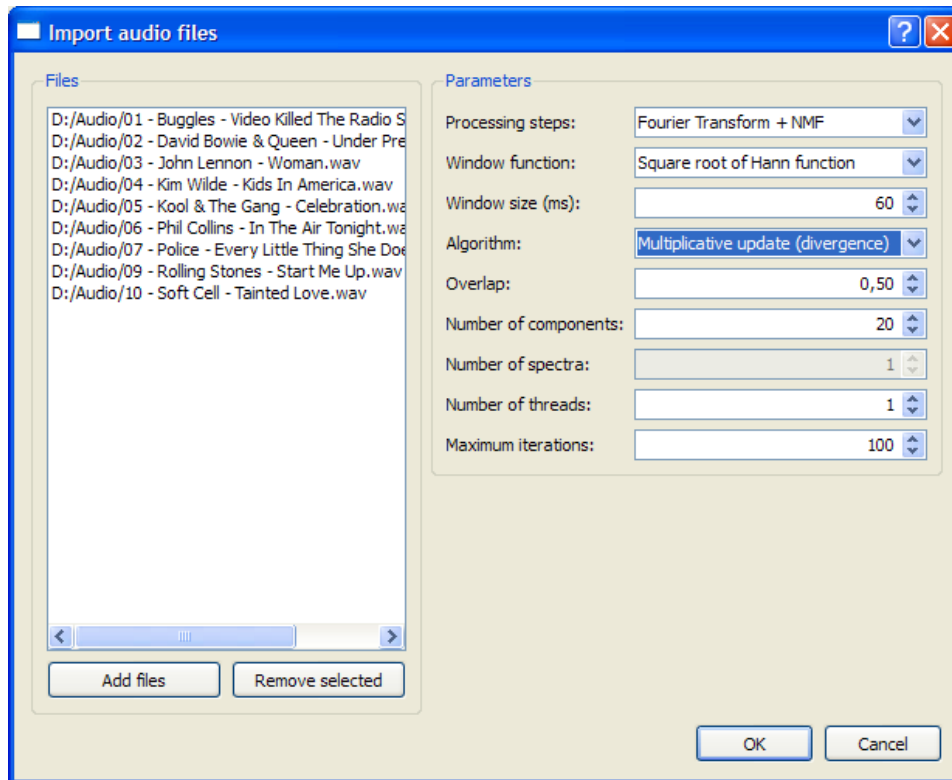 Import audio files
Files
D:/Audio/01 - Buggles - Video Killed The Radio S
D:/Audio/02 - David Bowie & Queen - Under Pre
D:/Audio/03 - John Lennon - Woman.wav
D:/Audio/04 - Kim Wilde - Kids In America.wav
D:/Audio/05 - Kool & The Gang - Celebration.wa
D:/Audio/06 - Phil Collins - In The Air Tonight.wa
D:/Audio/07 - Police - Every Little Thing She Doe
D:/Audio/09 - Rolling Stones - Start Me Up.wav
D:/Audio/10 - Soft Cell - Tainted Love.wav
Add files
Remove selected
Parameters
Processing steps: Fourier Transform + NMF
Window function: Square root of Hann function
Window size (ms): 60
Algorithm: Multiplicative update (divergence)
Overlap: 0,50
Number of components: 20
Number of spectra: 1
Number of threads: 1
Maximum iterations: 100
OK
Cancel